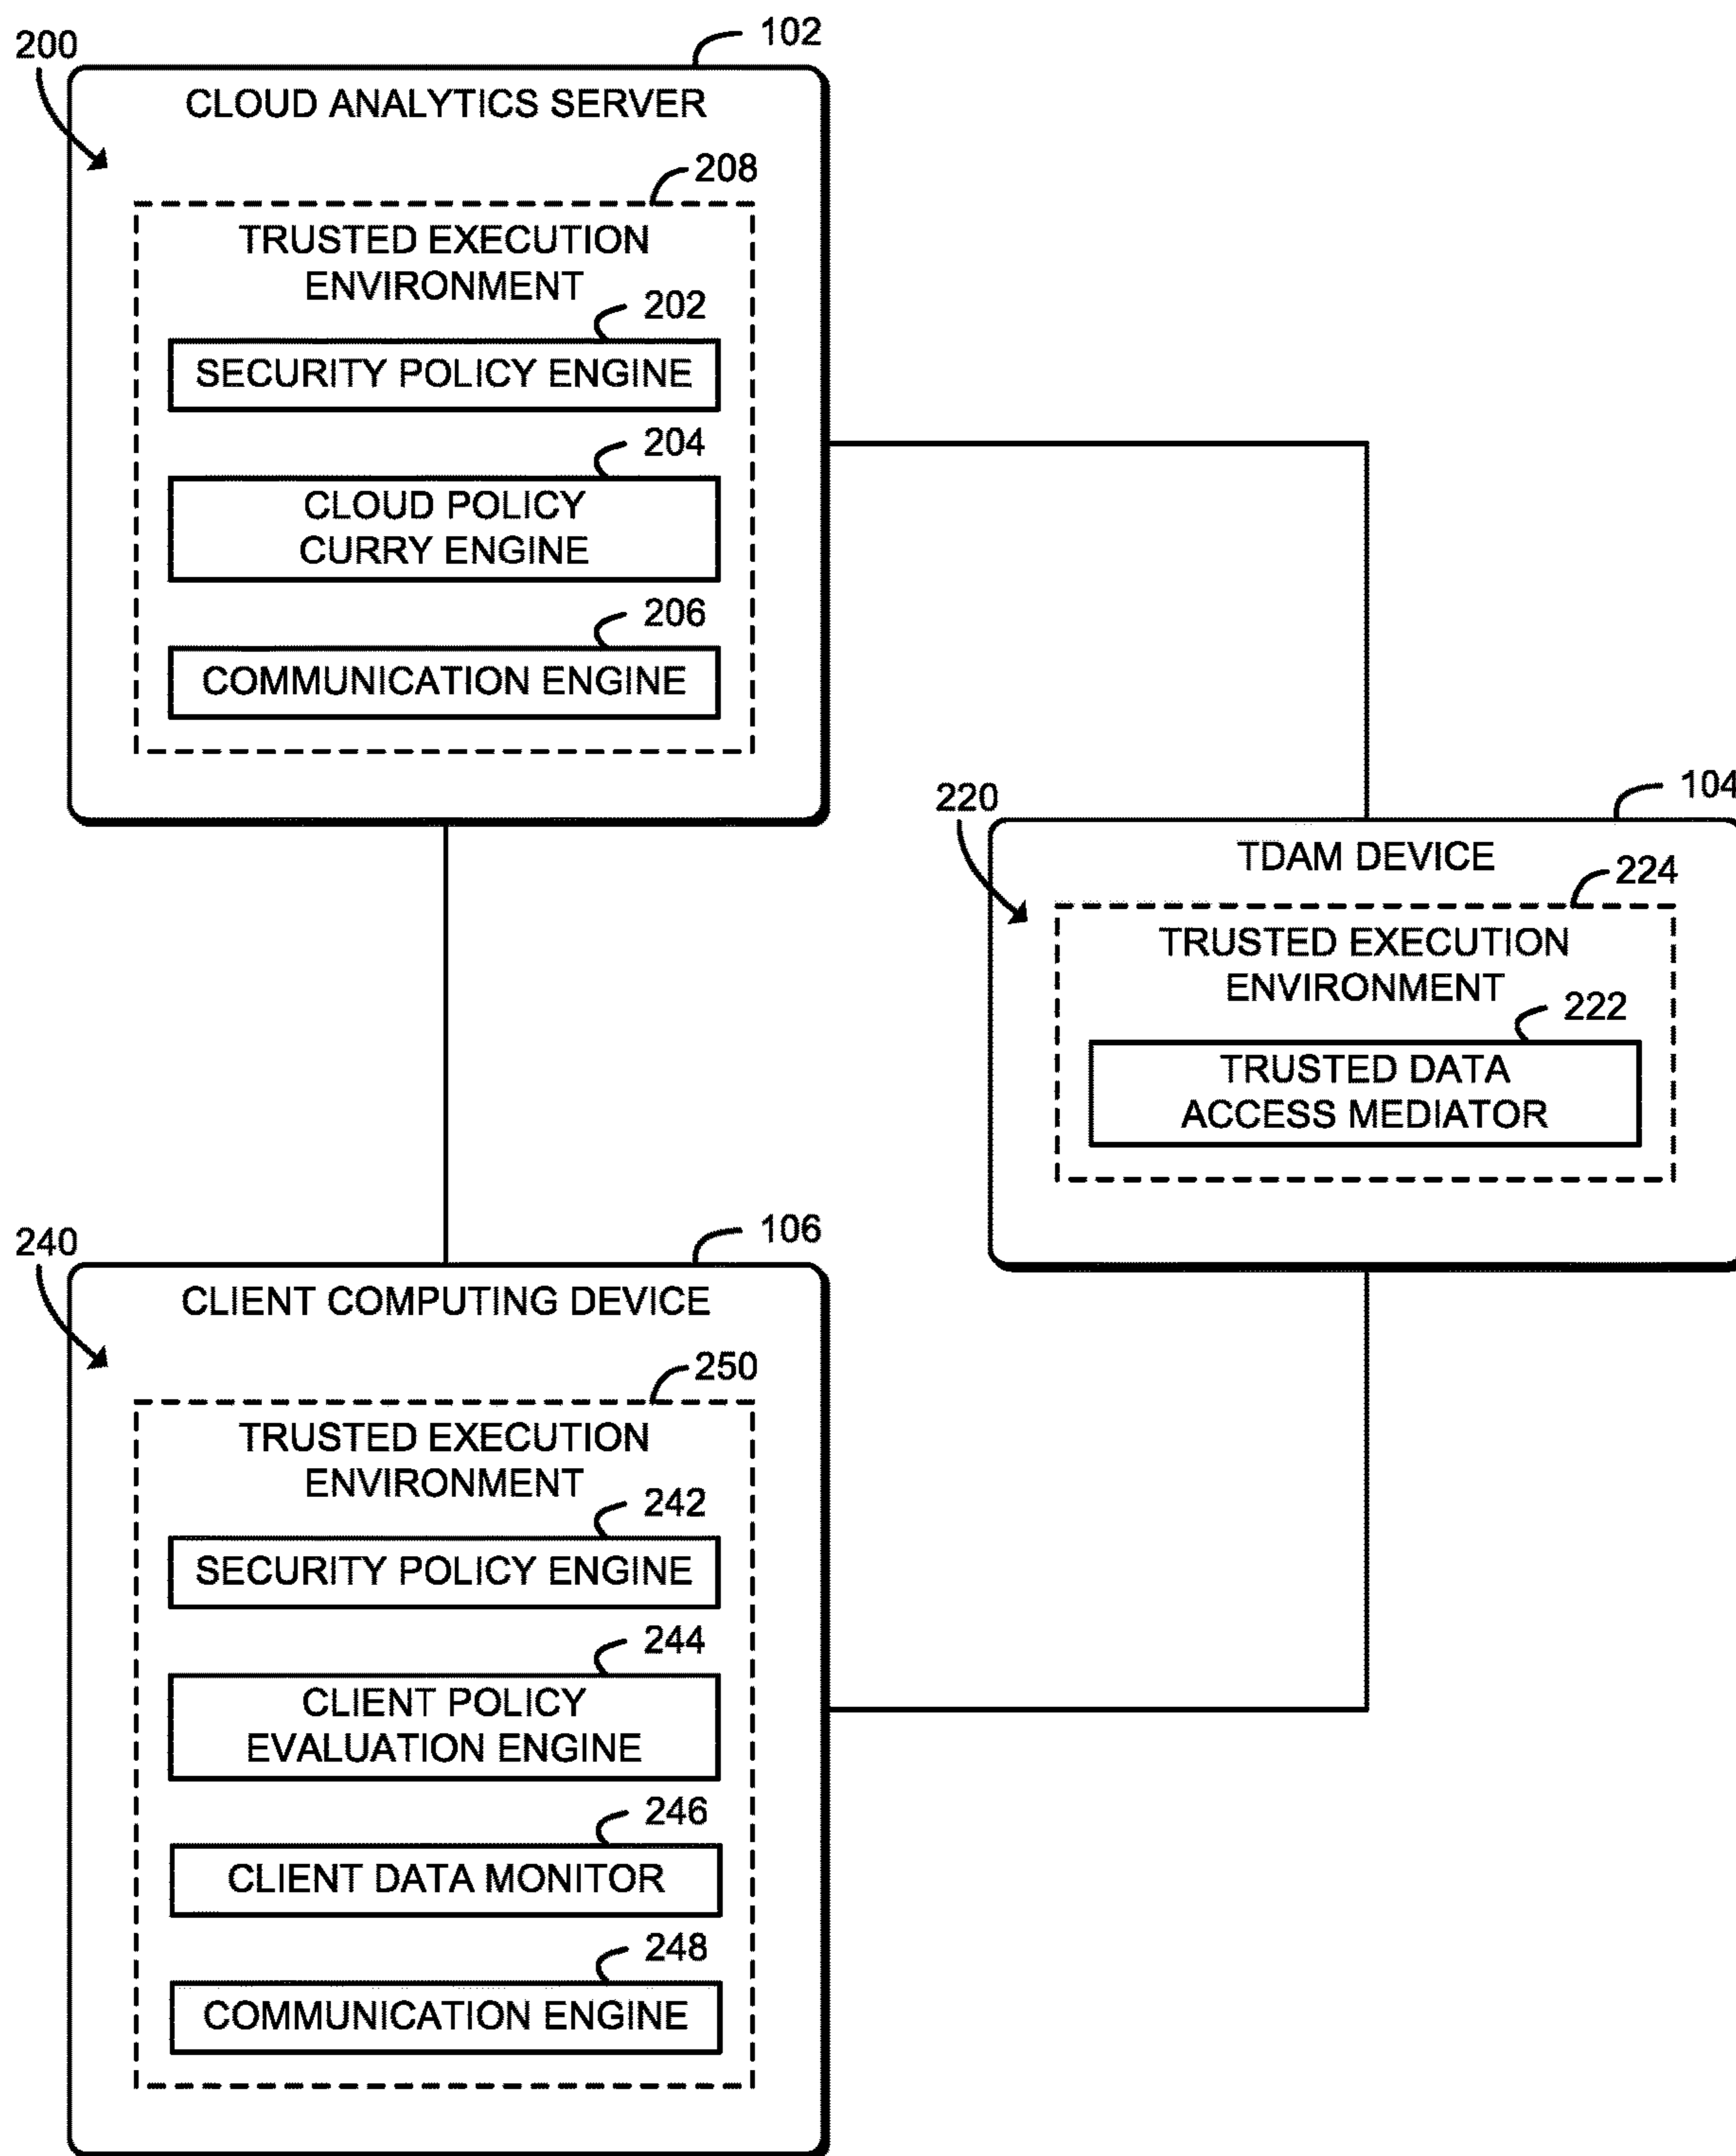 200
102
CLOUD ANALYTICS SERVER
208
TRUSTED EXECUTION
ENVIRONMENT
202
SECURITY POLICY ENGINE
204
CLOUD POLICY
CURRY ENGINE
206
COMMUNICATION ENGINE
220
104
TDAM DEVICE
224
TRUSTED EXECUTION
ENVIRONMENT
222
TRUSTED DATA
ACCESS MEDIATOR
240
106
CLIENT COMPUTING DEVICE
250
TRUSTED EXECUTION
ENVIRONMENT
242
SECURITY POLICY ENGINE
244
CLIENT POLICY
EVALUATION ENGINE
246
CLIENT DATA MONITOR
248
COMMUNICATION ENGINE